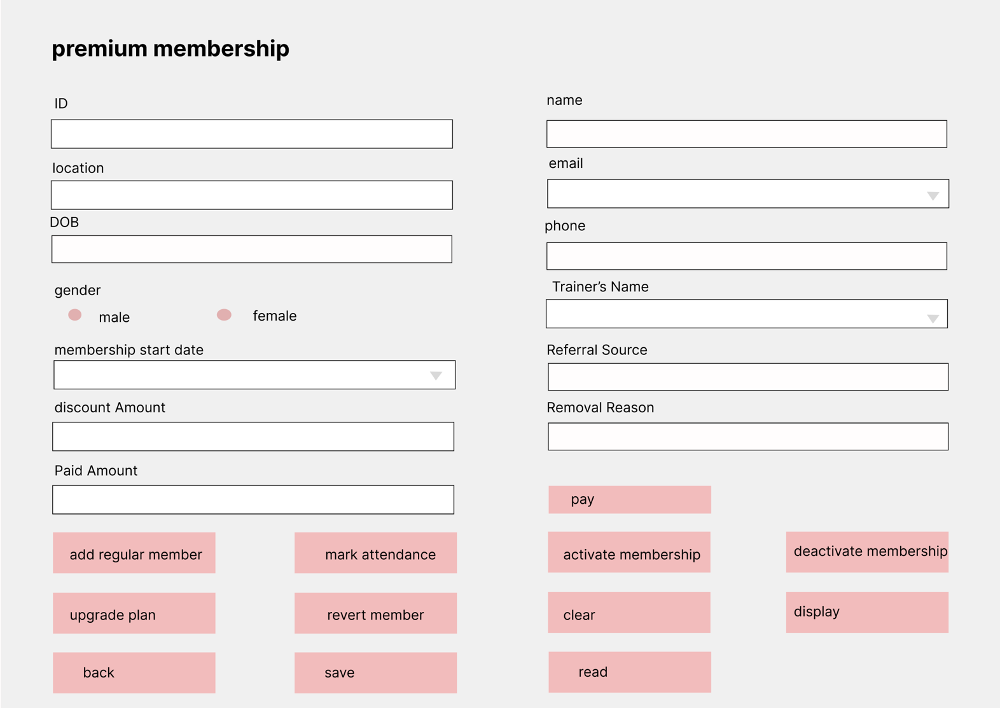 premium membership
ID
name
location
email
DOB
phone
gender
male
female
Trainer’s Name
membership start date
Referral Source
discount Amount
Removal Reason
Paid Amount
pay
add regular member
mark attendance
activate membership
deactivate membership
upgrade plan
revert member
clear
display
back
save
read